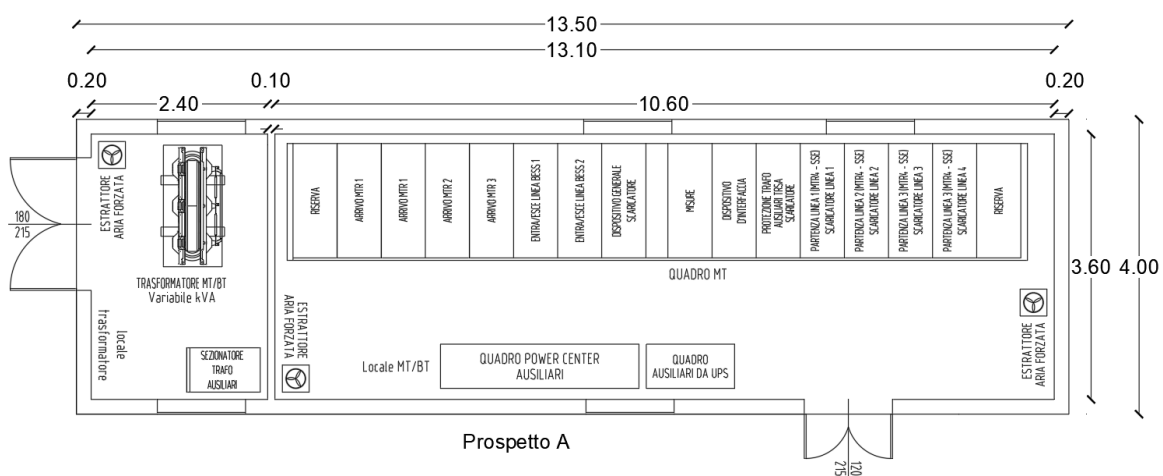 13.50
13.10
0.20
0.10
0.20
2.40
10.60
ESTRATTORE
ARIA FORZATA
180
215
TRASFORMATORE MT/BT
Variabile kVA
locale
trasformatore
SEZIONATORE
TRAFO
AUSILIARI
RISERVA
ARRIVO MTR 1
ARRIVO MTR 1
ARRIVO MTR 2
ARRIVO MTR 3
ENTRA/ESCE LINEA BESS 1
ENTRA/ESCE LINEA BESS 2
DISPOSITIVO GENERALE
SCARICATORE
MISURE
DISPOSITIVO
D'INTERFACCIA
PROTEZIONE TRAFO
AUSILIARI TRSA
SCARICATORE
PARTENZA LINEA 1 (MTR4 - SSE)
SCARICATORE LINEA 1
PARTENZA LINEA 2 (MTR4 - SSE)
SCARICATORE LINEA 2
PARTENZA LINEA 3 (MTR4 - SSE)
SCARICATORE LINEA 3
PARTENZA LINEA 3 (MTR4 - SSE)
SCARICATORE LINEA 4
RISERVA
QUADRO MT
3.60
4.00
ESTRATTORE
ARIA FORZATA
Locale MT/BT
QUADRO POWER CENTER
AUSILIARI
QUADRO
AUSILIARI DA UPS
ESTRATTORE
ARIA FORZATA
Prospetto A
120
215